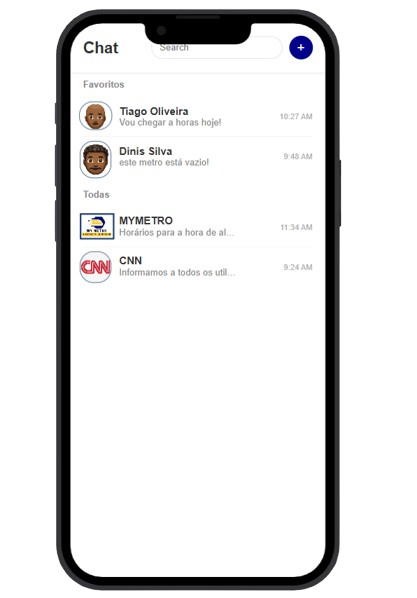 Chat
Search
+
Favoritos
Tiago Oliveira
10:27 AM
Vou chegar a horas hoje!
Dinis Silva
9:48 AM
este metro está vazio!
Todas
MY METRO
MYMETRO
11:34 AM
Horários para a hora de al...
CNN
CNN
9:24 AM
Informamos a todos os util...